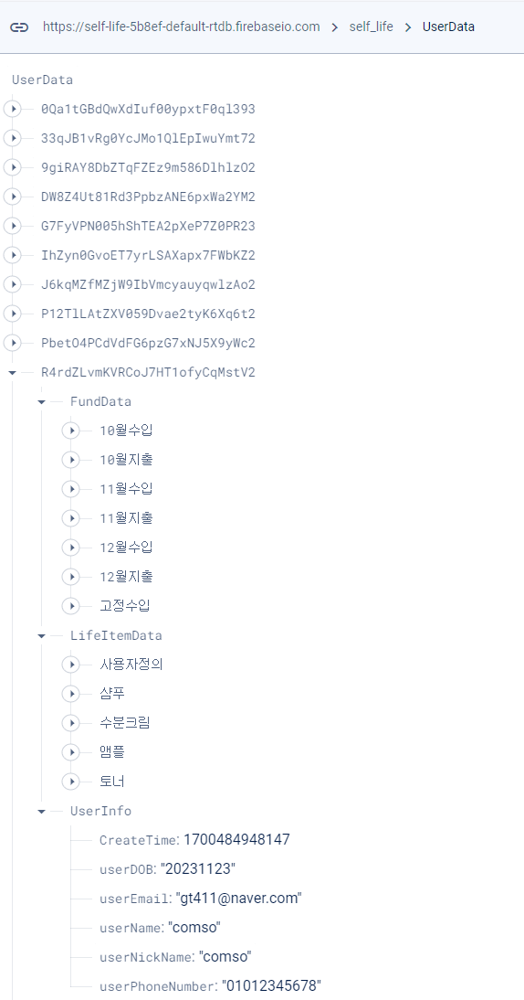 https://self-life-5b8ef-default-rtdb.firebaseio.com > self_life > UserData
UserData
0Qa1tGBdQwXdIuf00ypxtF0ql393
33qJB1vRg0YcJMo1QlEpIwuYmt72
9giRAY8DbZTqFZEz9m586DlhlzO2
DW8Z4Ut81Rd3PpbzANE6pxWa2YM2
G7FyVPN005hShTEA2pXeP7Z0PR23
IhZyn0GvoET7yrLSAXapx7FWbKZ2
J6kqMZfMZjW9IbVmcyauyqwlzAo2
P12TlLAtZXV059Dvae2tyK6Xq6t2
PbetO4PCdVdFG6pzG7xNJ5X9yWc2
R4rdZLvmKVRCoJ7HT1ofyCqMstV2
FundData
10월수입
10월지출
11월수입
11월지출
12월수입
12월지출
고정수입
LifeItemData
사용자정의
샴푸
수분크림
앰플
토너
UserInfo
CreateTime: 1700484948147
userDOB: "20231123"
userEmail: "gt411@naver.com"
userName: "comso"
userNickName: "comso"
userPhoneNumber: "01012345678"